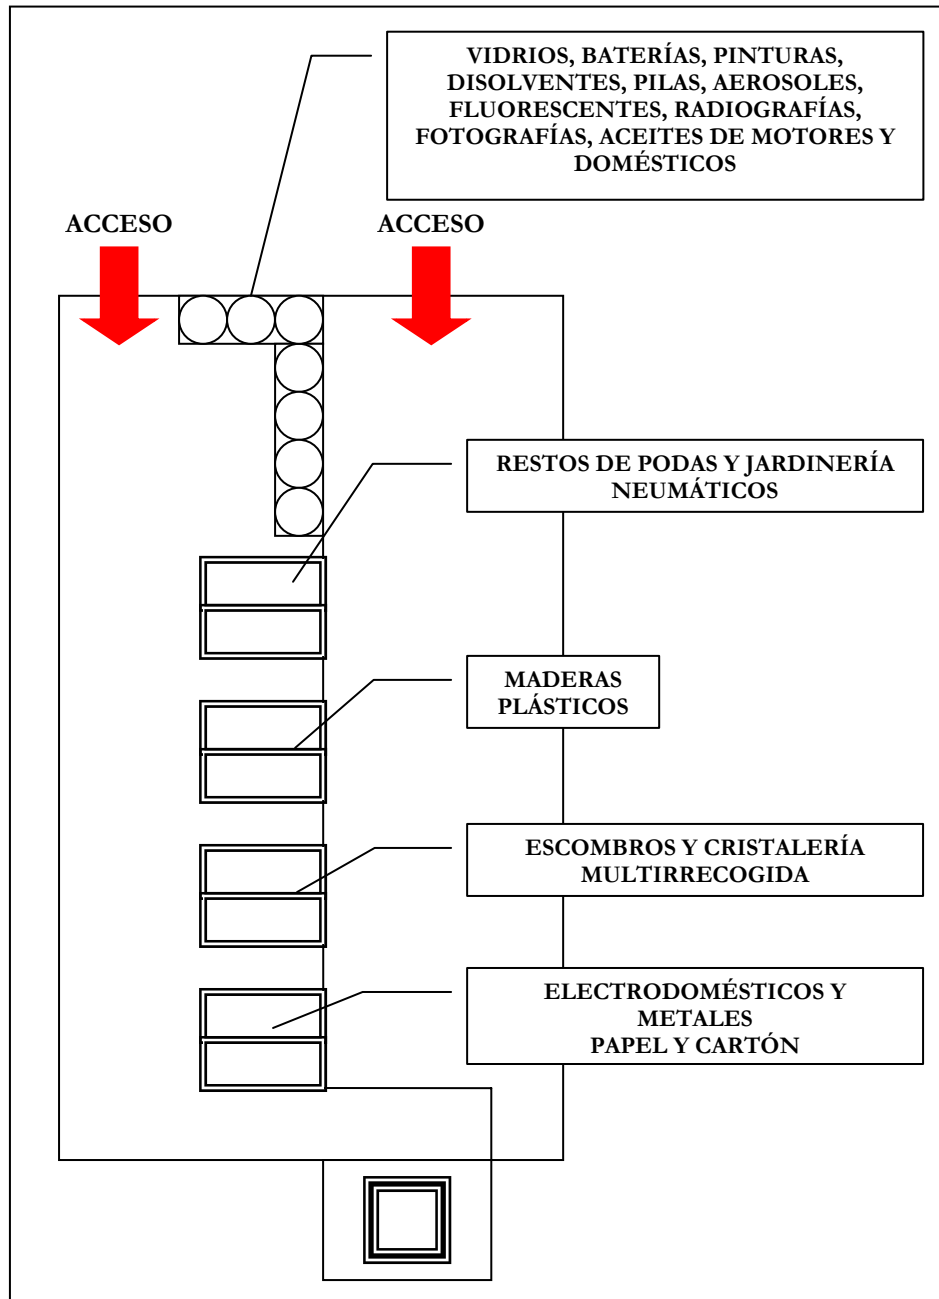 VIDRIOS, BATERÍAS, PINTURAS,
DISOLVENTES, PILAS, AEROSOLES,
FLUORESCENTES, RADIOGRAFÍAS,
FOTOGRAFÍAS, ACEITES DE MOTORES Y
DOMÉSTICOS
ACCESO
ACCESO
RESTOS DE PODAS Y JARDINERÍA
NEUMÁTICOS
MADERAS
PLÁSTICOS
ESCOMBROS Y CRISTALERÍA
MULTIRRECOGIDA
ELECTRODOMÉSTICOS Y
METALES
PAPEL Y CARTÓN